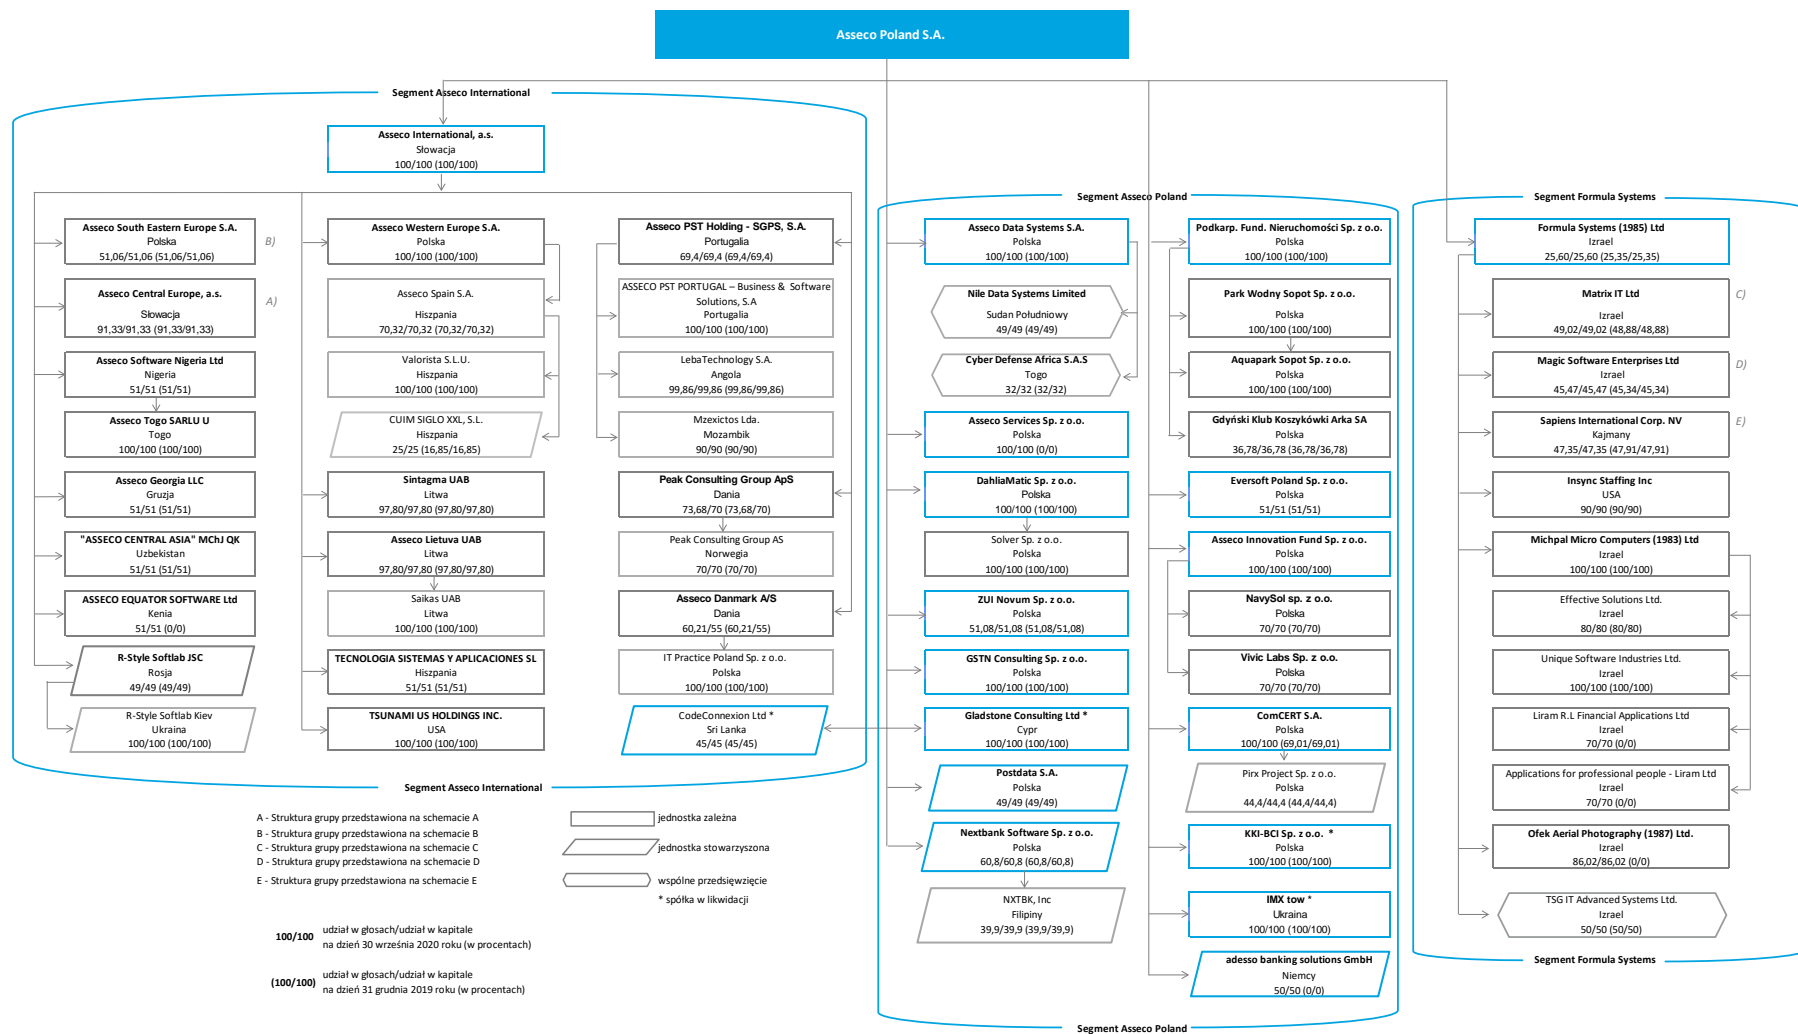 Asseco Poland S.A.
Segment Asseco International
Asseco International, a.s.
Słowacja
100/100 (100/100)
Asseco South Eastern Europe S.A.
Polska
51,06/51,06 (51,06/51,06)
B)
Asseco Central Europe, a.s.
Słowacja
91,33/91,33 (91,33/91,33)
A)
Asseco Software Nigeria Ltd
Nigeria
51/51 (51/51)
Asseco Togo SARLU U
Togo
100/100 (100/100)
Asseco Georgia LLC
Gruzja
51/51 (51/51)
"ASSECO CENTRAL ASIA" MChJ QK
Uzbekistan
51/51 (51/51)
ASSECO EQUATOR SOFTWARE Ltd
Kenia
51/51 (0/0)
R-Style Softlab JSC
Rosja
49/49 (49/49)
R-Style Softlab Kiev
Ukraina
100/100 (100/100)
Asseco Western Europe S.A.
Polska
100/100 (100/100)
Asseco Spain S.A.
Hiszpania
70,32/70,32 (70,32/70,32)
Valorista S.L.U.
Hiszpania
100/100 (100/100)
CUIM SIGLO XXL, S.L.
Hiszpania
25/25 (16,85/16,85)
Sintagma UAB
Litwa
97,80/97,80 (97,80/97,80)
Asseco Lietuva UAB
Litwa
97,80/97,80 (97,80/97,80)
Saikas UAB
Litwa
100/100 (100/100)
TECNOLOGIA SISTEMAS Y APLICACIONES SL
Hiszpania
51/51 (51/51)
TSUNAMI US HOLDINGS INC.
USA
100/100 (100/100)
Asseco PST Holding - SGPS, S.A.
Portugalia
69,4/69,4 (69,4/69,4)
ASSECO PST PORTUGAL – Business & Software
Solutions, S.A
Portugalia
100/100 (100/100)
LebaTechnology S.A.
Angola
99,86/99,86 (99,86/99,86)
Mzexictos Lda.
Mozambik
90/90 (90/90)
Peak Consulting Group ApS
Dania
73,68/70 (73,68/70)
Peak Consulting Group AS
Norwegia
70/70 (70/70)
Asseco Danmark A/S
Dania
60,21/55 (60,21/55)
IT Practice Poland Sp. z o.o.
Polska
100/100 (100/100)
CodeConnexion Ltd *
Sri Lanka
45/45 (45/45)
Segment Asseco International
Segment Asseco Poland
Asseco Data Systems S.A.
Polska
100/100 (100/100)
Nile Data Systems Limited
Sudan Południowy
49/49 (49/49)
Cyber Defense Africa S.A.S
Togo
32/32 (32/32)
Asseco Services Sp. z o.o.
Polska
100/100 (0/0)
DahliaMatic Sp. z o.o.
Polska
100/100 (100/100)
Solver Sp. z o.o.
Polska
100/100 (100/100)
ZUI Novum Sp. z o.o.
Polska
51,08/51,08 (51,08/51,08)
GSTN Consulting Sp. z o.o.
Polska
100/100 (100/100)
Gladstone Consulting Ltd *
Cypr
100/100 (100/100)
Postdata S.A.
Polska
49/49 (49/49)
Nextbank Software Sp. z o.o.
Polska
60,8/60,8 (60,8/60,8)
NXTBK, Inc
Filipiny
39,9/39,9 (39,9/39,9)
Podkarp. Fund. Nieruchomości Sp. z o.o.
Polska
100/100 (100/100)
Park Wodny Sopot Sp. z o.o.
Polska
100/100 (100/100)
Aquapark Sopot Sp. z o.o.
Polska
100/100 (100/100)
Gdyński Klub Koszykówki Arka SA
Polska
36,78/36,78 (36,78/36,78)
Eversoft Poland Sp. z o.o.
Polska
51/51 (51/51)
Asseco Innovation Fund Sp. z o.o.
Polska
100/100 (100/100)
NavySol sp. z o.o.
Polska
70/70 (70/70)
Vivic Labs Sp. z o.o.
Polska
70/70 (70/70)
ComCERT S.A.
Polska
100/100 (69,01/69,01)
Pirx Project Sp. z o.o.
Polska
44,4/44,4 (44,4/44,4)
KKI-BCI Sp. z o.o. *
Polska
100/100 (100/100)
IMX tow *
Ukraina
100/100 (100/100)
adesso banking solutions GmbH
Niemcy
50/50 (0/0)
Segment Asseco Poland
Segment Formula Systems
Formula Systems (1985) Ltd
Izrael
25,60/25,60 (25,35/25,35)
Matrix IT Ltd
Izrael
49,02/49,02 (48,88/48,88)
C)
Magic Software Enterprises Ltd
Izrael
45,47/45,47 (45,34/45,34)
D)
Sapiens International Corp. NV
Kajmany
47,35/47,35 (47,91/47,91)
E)
Insync Staffing Inc
USA
90/90 (90/90)
Michpal Micro Computers (1983) Ltd
Izrael
100/100 (100/100)
Effective Solutions Ltd.
Izrael
80/80 (80/80)
Unique Software Industries Ltd.
Izrael
100/100 (100/100)
Liram R.L Financial Applications Ltd
Izrael
70/70 (0/0)
Applications for professional people - Liram Ltd
Izrael
70/70 (0/0)
Ofek Aerial Photography (1987) Ltd.
Izrael
86,02/86,02 (0/0)
TSG IT Advanced Systems Ltd.
Izrael
50/50 (50/50)
Segment Formula Systems
A - Struktura grupy przedstawiona na schemacie A
B - Struktura grupy przedstawiona na schemacie B
C - Struktura grupy przedstawiona na schemacie C
D - Struktura grupy przedstawiona na schemacie D
E - Struktura grupy przedstawiona na schemacie E
jednostka zależna
jednostka stowarzyszona
wspólne przedsięwzięcie
* spółka w likwidacji
100/100
udział w głosach/udział w kapitale
na dzień 30 września 2020 roku (w procentach)
(100/100)
udział w głosach/udział w kapitale
na dzień 31 grudnia 2019 roku (w procentach)